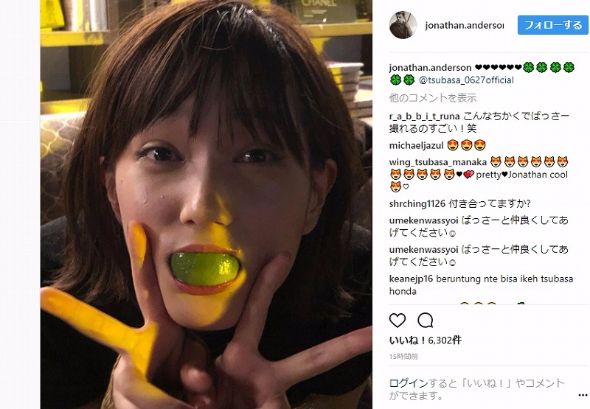 CHANEL
jonathan.anderson
フォローする
jonathan.anderson ❤❤❤❤❤❤🍀🍀🍀🍀
🍀🍀 @tsubasa_0627official
他のコメントを表示
r_a_b_b_i_t_runa こんなちかくでばっさー
撮れるのすごい！笑
michaeljazul 😍😍😍
wing_tsubasa_manaka 😻😻😻😻😻😻
😻😻😻😻😻♥💓pretty♥Jonathan cool
😻♡
shrching1126 付き合ってますか?
umekenwassyoi ばっさーと仲良くしてあ
げてください☺
umekenwassyoi ばっさーと仲良くしてあ
げてください☺
keanejp16 beruntung nte bisa ikeh tsubasa
honda
いいね！6,302件
15時間前
ログインすると「いいね！」やコメント
ができます。